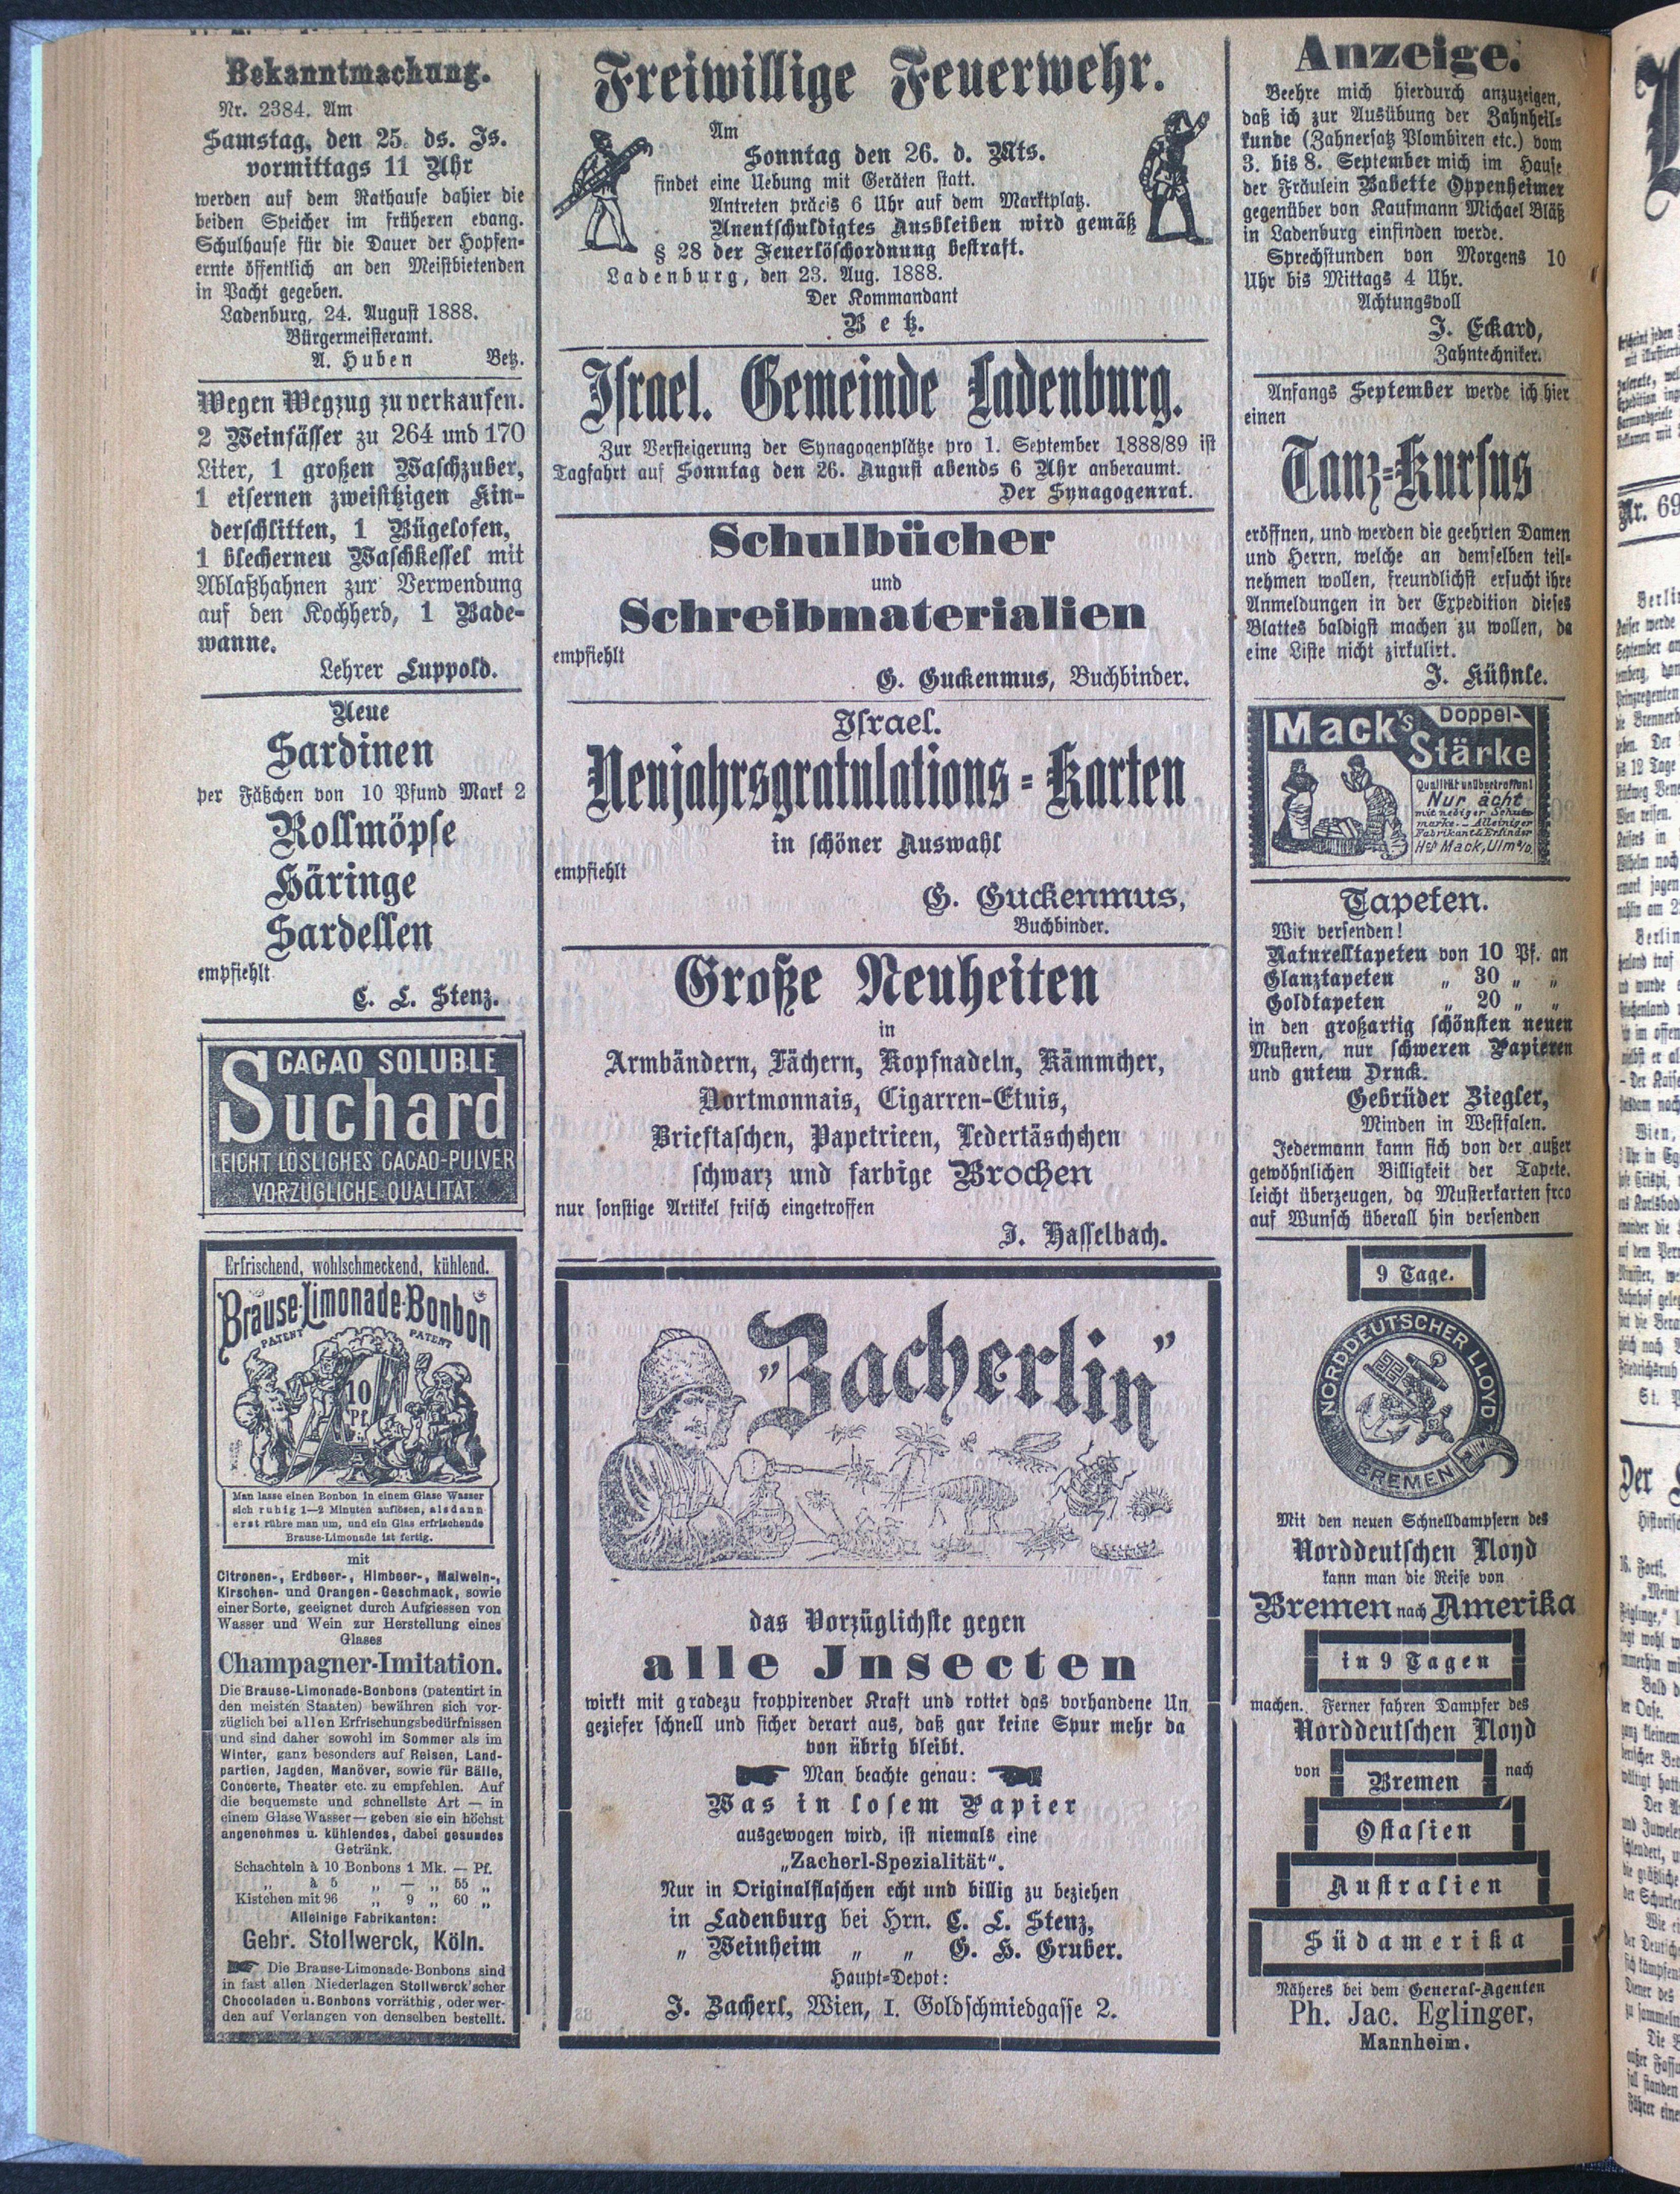 Bekanntmachung.
Nr. 2384. Am
Samstag, den 25. ds. Js.
vormittags 11 Uhr
werden auf dem Rathause dahier die
beiden Speicher im früheren evang.
Schulhause für die Dauer der Hopfen-
ernte öffentlich an den Meistbietenden
in Pacht gegeben.
Ladenburg, 24. August 1888.
Bürgermeisteramt.
A. Huben Betz.
Wegen Wegzug zu verkaufen.
2 Weinfässer zu 264 und 170
Liter, 1 großen Waschzuber,
1 eisernen zweisitzigen Kin-
derschlitten, 1 Bügelofen,
1 blechernen Waschkessel mit
Ablaßhahnen zur Verwendung
auf den Kochherd, 1 Bade-
wanne.
Lehrer Luppold.
Neue
Sardinen
per Fäßchen von 10 Pfund Mark 2
Rollmöpse
Häringe
Sardellen
empfiehlt
C. L. Stenz.
CACAO SOLUBLE
Suchard
LEICHT LÖSLICHES CACAO-PULVER
VORZÜGLICHE QUALITÄT.
Erfrischend, wohlschmeckend, kühlend.
Brause-Limonade-Bonbon
PATENT PATENT
10
Pf.
Man lasse einen Bonbon in einem Glase Wasser
sich ruhig 1—2 Minuten auflösen, alsdann
erst rühre man um, und ein Glas erfrischende
Brause-Limonade ist fertig.
mit
Citronen-, Erdbeer-, Himbeer-, Maiwein-,
Kirschen- und Orangen-Geschmack, sowie
einer Sorte, geeignet durch Aufgiessen von
Wasser und Wein zur Herstellung eines
Glases
Champagner-Imitation.
Die Brause-Limonade-Bonbons (patentirt in
den meisten Staaten) bewähren sich vor-
züglich bei allen Erfrischungsbedürfnissen
und sind daher sowohl im Sommer als im
Winter, ganz besonders auf Reisen, Land-
partien, Jagden, Manöver, sowie für Bälle,
Concerte, Theater etc. zu empfehlen. Auf
die bequemste und schnellste Art — in
einem Glase Wasser — geben sie ein höchst
angenehmes u. kühlendes, dabei gesundes
Getränk.
Schachteln à 10 Bonbons 1 Mk. — Pf.
„ à 5 „ — „ 55 „
Kistchen mit 96 „ 9 „ 60 „
Alleinige Fabrikanten:
Gebr. Stollwerck, Köln.
Die Brause-Limonade-Bonbons sind
in fast allen Niederlagen Stollwerck'scher
Chocoladen u. Bonbons vorräthig, oder wer-
den auf Verlangen von denselben bestellt.
Freiwillige Feuerwehr.
Am
Sonntag den 26. d. Mts.
findet eine Uebung mit Geräten statt.
Antreten präcis 6 Uhr auf dem Marktplatz.
Unentschuldigtes Ausbleiben wird gemäß
§ 28 der Feuerlöschordnung bestraft.
Ladenburg, den 23. Aug. 1888.
Der Kommandant
Betz.
Israel. Gemeinde Ladenburg.
Zur Versteigerung der Synagogenplätze pro 1. September 1888/89 ist
Tagfahrt auf Sonntag den 26. August abends 6 Uhr anberaumt.
Der Synagogenrat.
Schulbücher
und
Schreibmaterialien
empfiehlt
G. Guckenmus, Buchbinder.
Israel.
Neujahrsgratulations-Karten
in schöner Auswahl
empfiehlt
G. Guckenmus,
Buchbinder.
Große Neuheiten
in
Armbändern, Fächern, Kopfnadeln, Kämmcher,
Portmonnais, Cigarren-Etuis,
Brieftaschen, Papetrieen, Ledertäschchen
schwarz und farbige Brochen
nur sonstige Artikel frisch eingetroffen
J. Hasselbach.
„Zacherlin”
das Vorzüglichste gegen
alle Jnsecten
wirkt mit gradezu froppirender Kraft und rottet das vorhandene Un
geziefer schnell und sicher derart aus, daß gar keine Spur mehr da
von übrig bleibt.
Man beachte genau:
Was in losem Papier
ausgewogen wird, ist niemals eine
„Zacherl-Spezialität“.
Nur in Originalflaschen echt und billig zu beziehen
in Ladenburg bei Hrn. C. L. Stenz,
„ Weinheim „ „ G. H. Gruber.
Haupt-Depot:
J. Zacherl, Wien, I. Goldschmiedgasse 2.
Anzeige.
Beehre mich hierdurch anzuzeigen,
daß ich zur Ausübung der Zahnheil-
kunde (Zahnersatz Plombiren etc.) vom
3. bis 8. September mich im Hause
der Fräulein Babette Oppenheimer
gegenüber von Kaufmann Michael Bläß
in Ladenburg einfinden werde.
Sprechstunden von Morgens 10
Uhr bis Mittags 4 Uhr.
Achtungsvoll
J. Eckard,
Zahntechniker.
Anfangs September werde ich hier
einen
Tanz-Kursus
eröffnen, und werden die geehrten Damen
und Herrn, welche an demselben teil-
nehmen wollen, freundlichst ersucht ihre
Anmeldungen in der Expedition dieses
Blattes baldigst machen zu wollen, da
eine Liste nicht zirkulirt.
J. Kühnle.
Mack's Doppel-
Stärke
Qualität unübertroffen!
Nur ächt
mit nebiger Schutz-
marke. – Alleiniger
Fabrikant & Erfinder
Hch Mack, Ulm a/D.
Tapeten.
Wir versenden!
Naturelltapeten von 10 Pf. an
Glanztapeten „ 30 „ „
Goldtapeten „ 20 „ „
in den großartig schönsten neuen
Mustern, nur schweren Papieren
und gutem Druck.
Gebrüder Ziegler,
Minden in Westfalen.
Jedermann kann sich von der außer
gewöhnlichen Billigkeit der Tapete.
leicht überzeugen, da Musterkarten frco
auf Wunsch überall hin versenden
9 Tage.
NORDDEUTSCHER LLOYD
BREMEN
Mit den neuen Schnelldampfern des
Norddeutschen Lloyd
kann man die Reise von
Bremen nach Amerika
in 9 Tagen
machen. Ferner fahren Dampfer des
Norddeutschen Lloyd
von Bremen nach
Ostasien
Australien
Südamerika
Näheres bei dem General-Agenten
Ph. Jac. Eglinger,
Mannheim.
Nr. 69